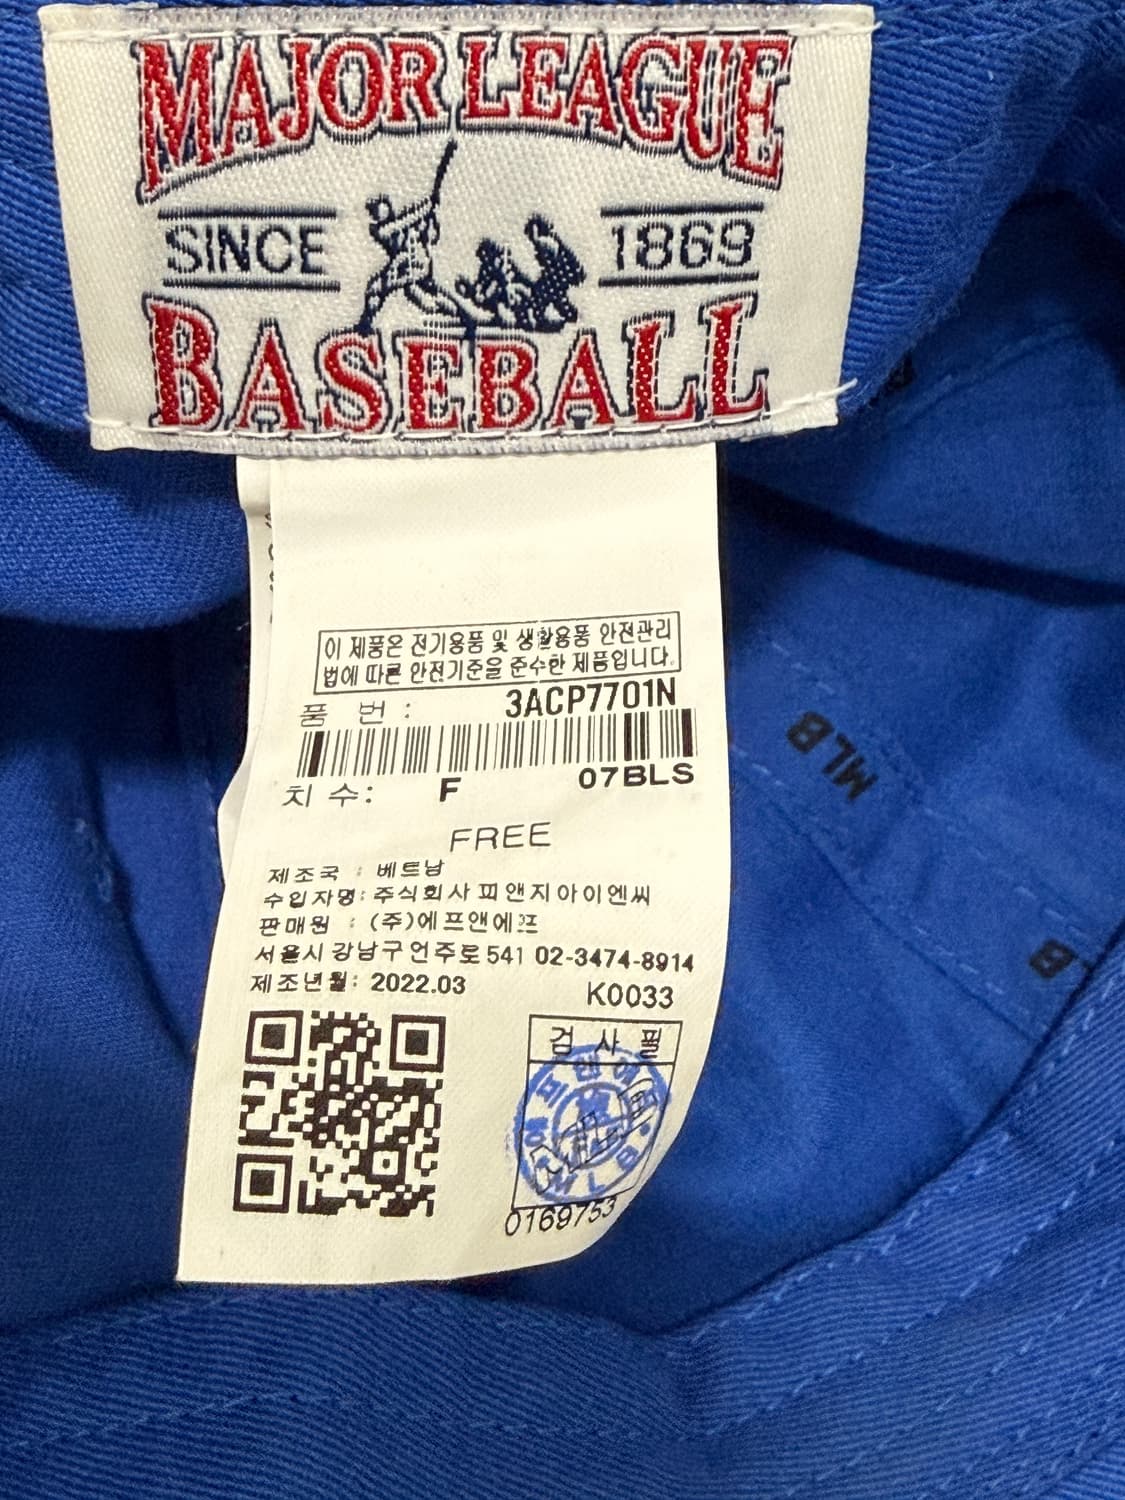 MAJOR LEAGUE
SINCE 1869
BASEBALL
이 제품은 전기용품 및 생활용품 안전관리
법에 따른 안전기준을 준수한 제품입니다.
품 번 : 3ACP7701N
07BLS
치 수: F
FREE
제조국 : 베트남
수입자명: 주식회사 피앤지아이엔씨
판매원 : (주)에프앤에프
서울시 강남구 언주로 541 02-3474-8914
제조년월: 2022.03
K0033
검 사 필
0169753
MLB